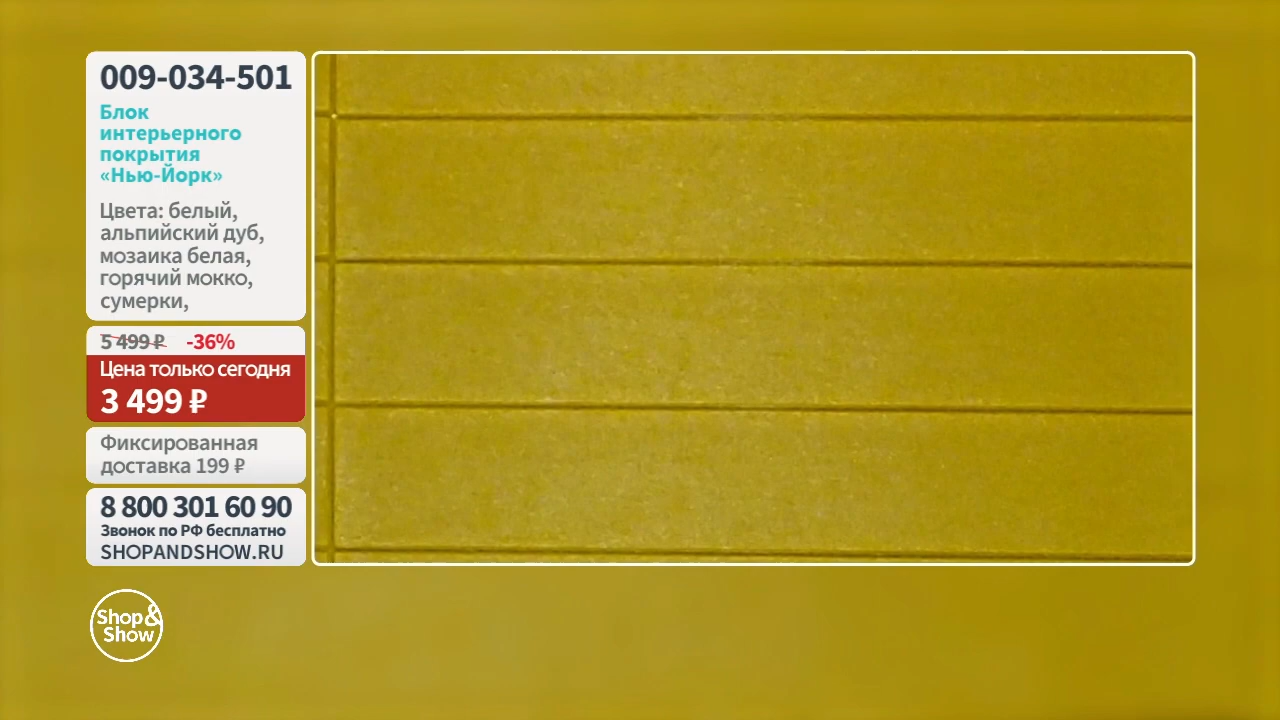 009-034-501
Блок
интерьерного
покрытия
«Нью-Йорк»
Цвета: белый,
альпийский дуб,
мозаика белая,
горячий мокко,
сумерки,
5 499 ₽ -36%
Цена только сегодня
3 499 ₽
Фиксированная
доставка 199 ₽
8 800 301 60 90
Звонок по РФ бесплатно
SHOPANDSHOW.RU
Shop&
Show